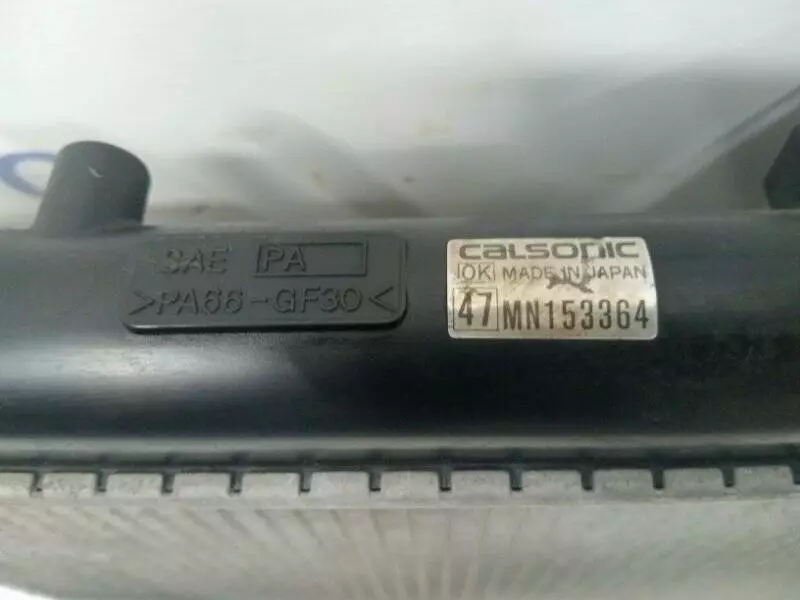 SAE PA
>PA66-GF30<
CALSONIC
OK MADE IN JAPAN
47 MN153364